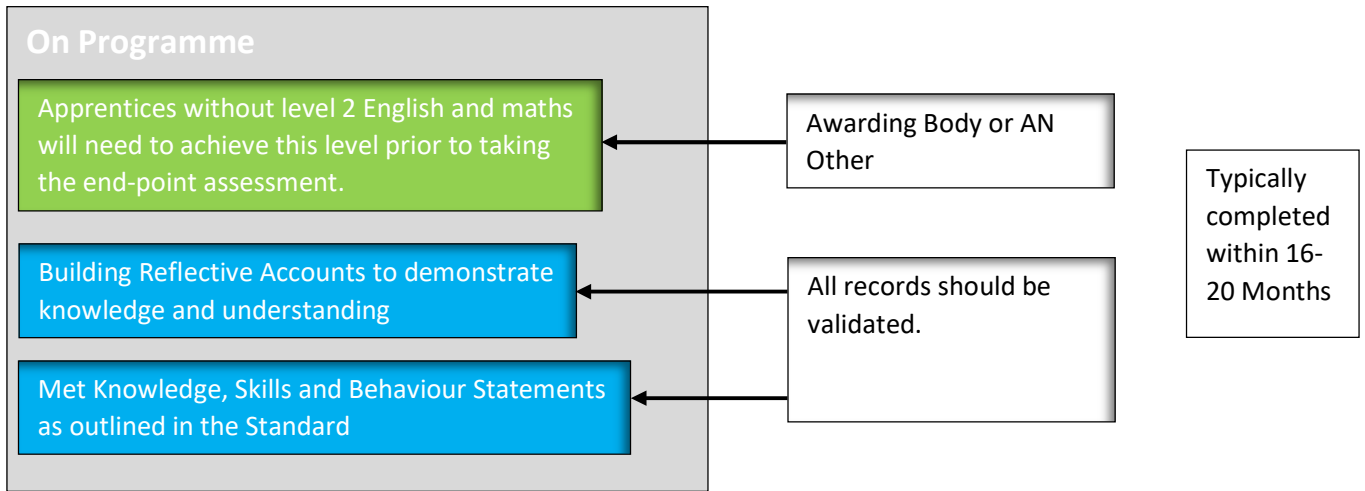 On Programme
Apprentices without level 2 English and maths
will need to achieve this level prior to taking
the end-point assessment.
Awarding Body or AN
Other
Typically
completed
within 16-
20 Months
Building Reflective Accounts to demonstrate
knowledge and understanding
All records should be
validated.
Met Knowledge, Skills and Behaviour Statements
as outlined in the Standard